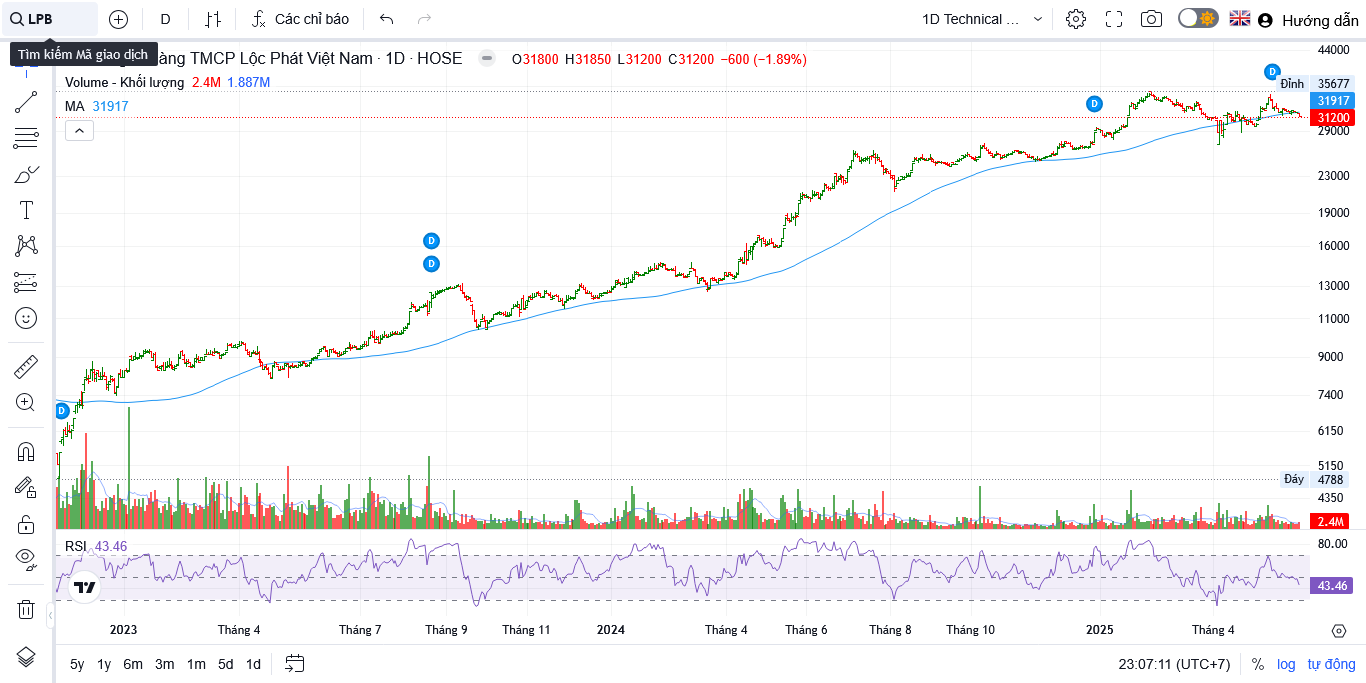 LPB D Các chỉ báo 1D Technical ... Hướng dẫn
Tìm kiếm Mã giao dịch
àng TMCP Lộc Phát Việt Nam · 1D · HOSE O31800 H31850 L31200 C31200 −600 (−1.89%)
Volume - Khối lượng 2.4M 1.887M
MA 31917
44000
D
Đỉnh 35677
31917
D
31200
29000
23000
19000
16000
D
D
13000
11000
9000
7400
D
6150
5150
Đáy 4788
4350
2.4M
RSI 43.46
80.00
43.46
2023 Tháng 4 Tháng 7 Tháng 9 Tháng 11 2024 Tháng 4 Tháng 6 Tháng 8 Tháng 10 2025 Tháng 4
5y 1y 6m 3m 1m 5d 1d 23:07:11 (UTC+7) % log tự động